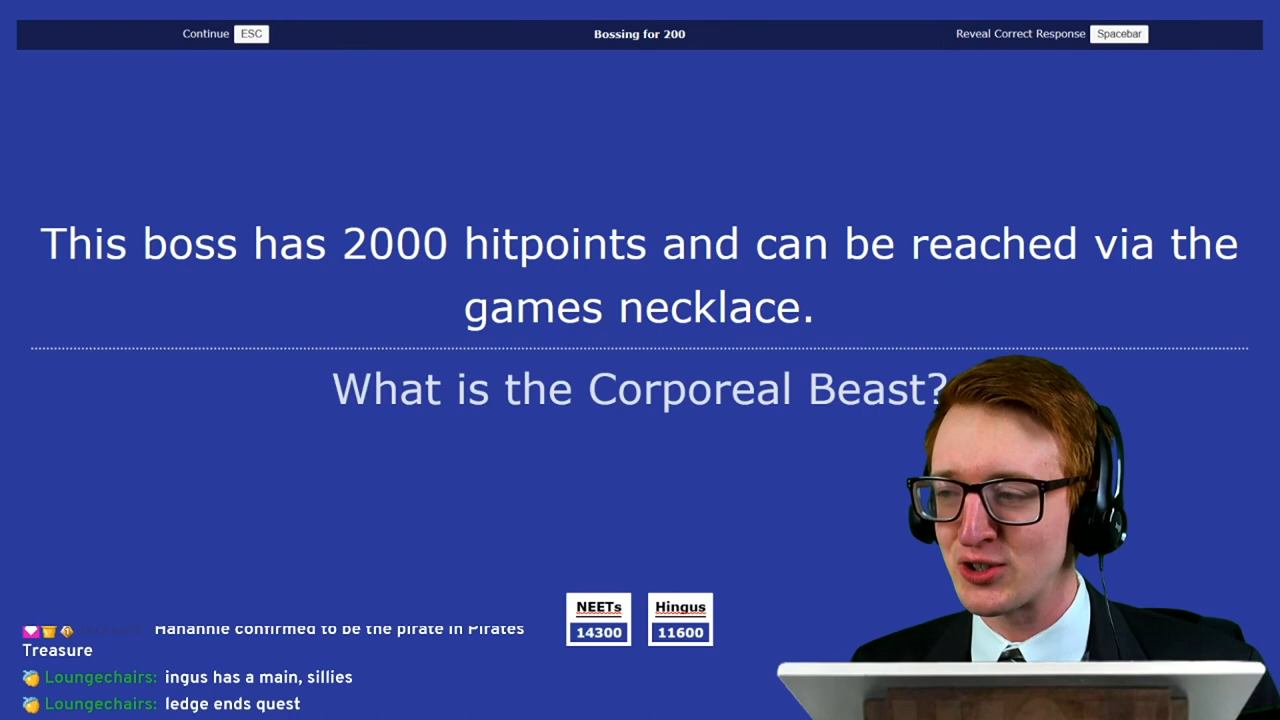 Continue ESC
Bossing for 200
Reveal Correct Response Spacebar
This boss has 2000 hitpoints and can be reached via the
games necklace.
What is the Corporeal Beast?
NEETs
14300
Hingus
11600
Hanannie confirmed to be the pirate in Pirates
Treasure
Loungechairs: ingus has a main, sillies
Loungechairs: ledge ends quest